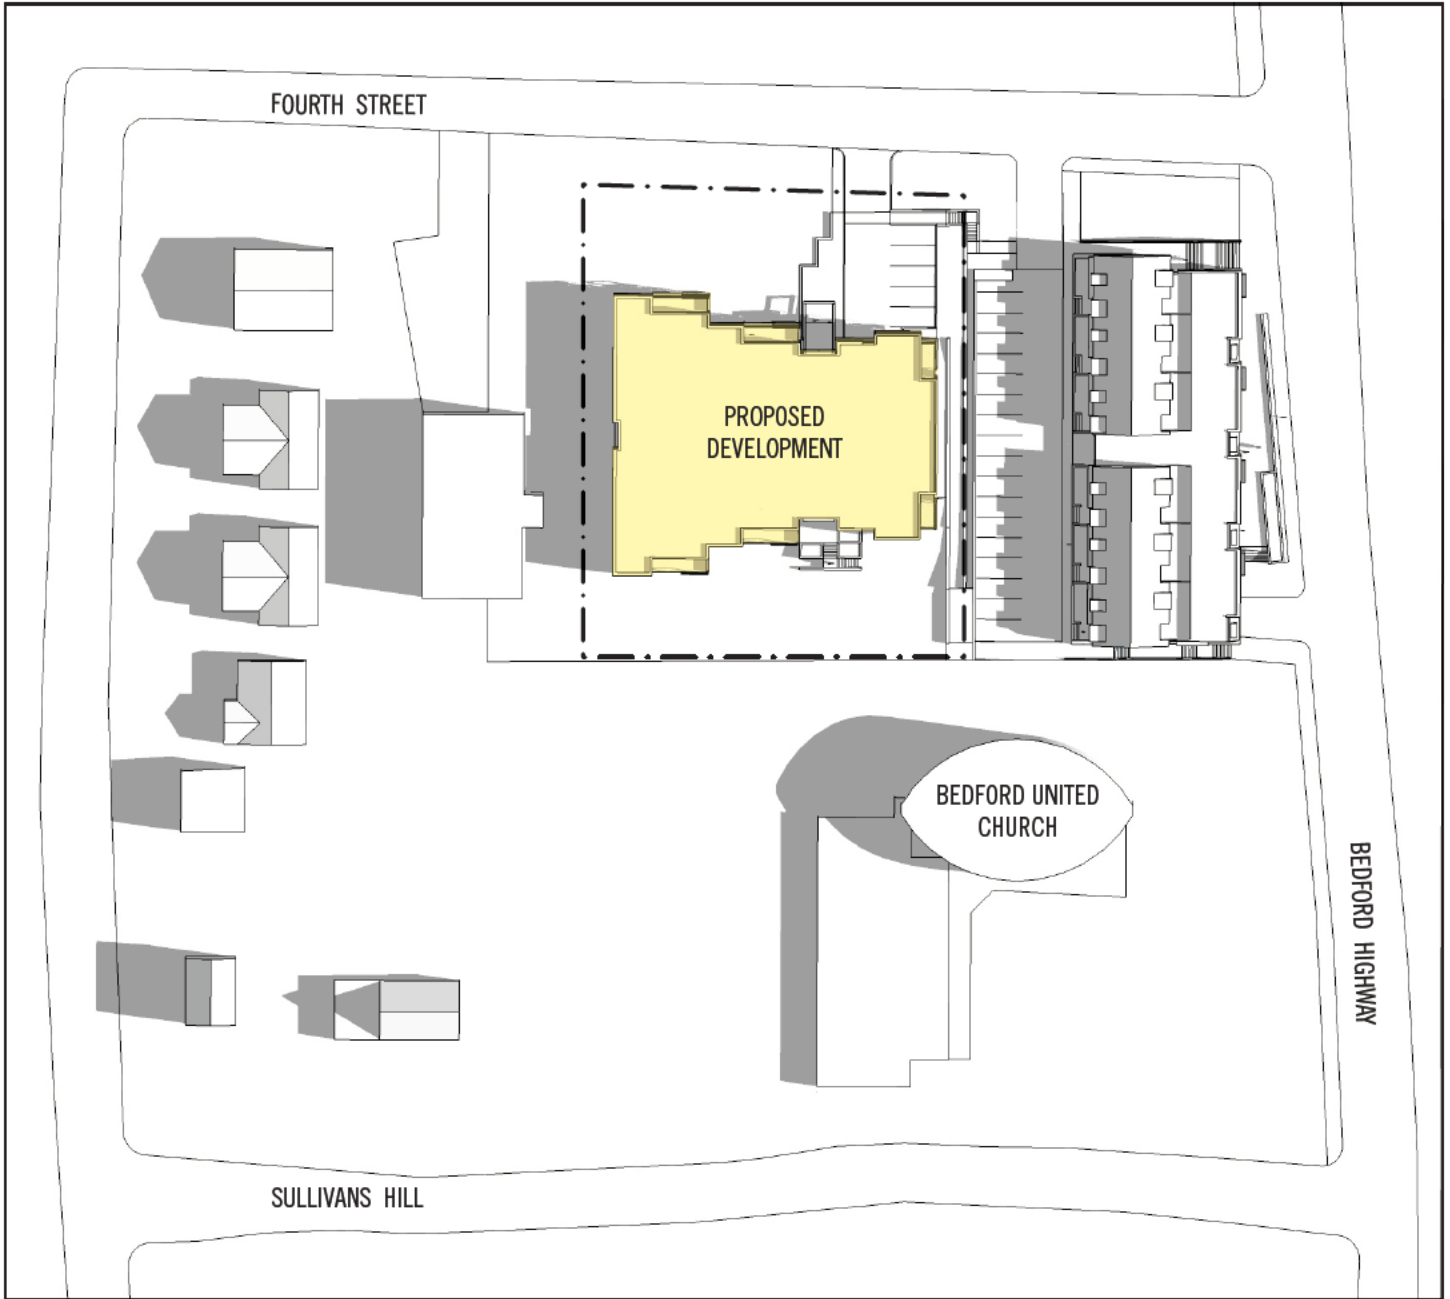 FOURTH STREET
PROPOSED
DEVELOPMENT
BEDFORD UNITED
CHURCH
BEDFORD HIGHWAY
SULLIVANS HILL